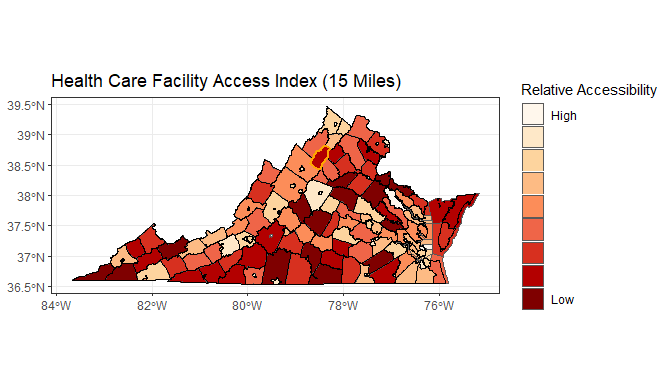 Health Care Facility Access Index (15 Miles)
Relative Accessibility
High
Low
39.5°N
39°N
38.5°N
38°N
37.5°N
37°N
36.5°N
84°W
82°W
80°W
78°W
76°W